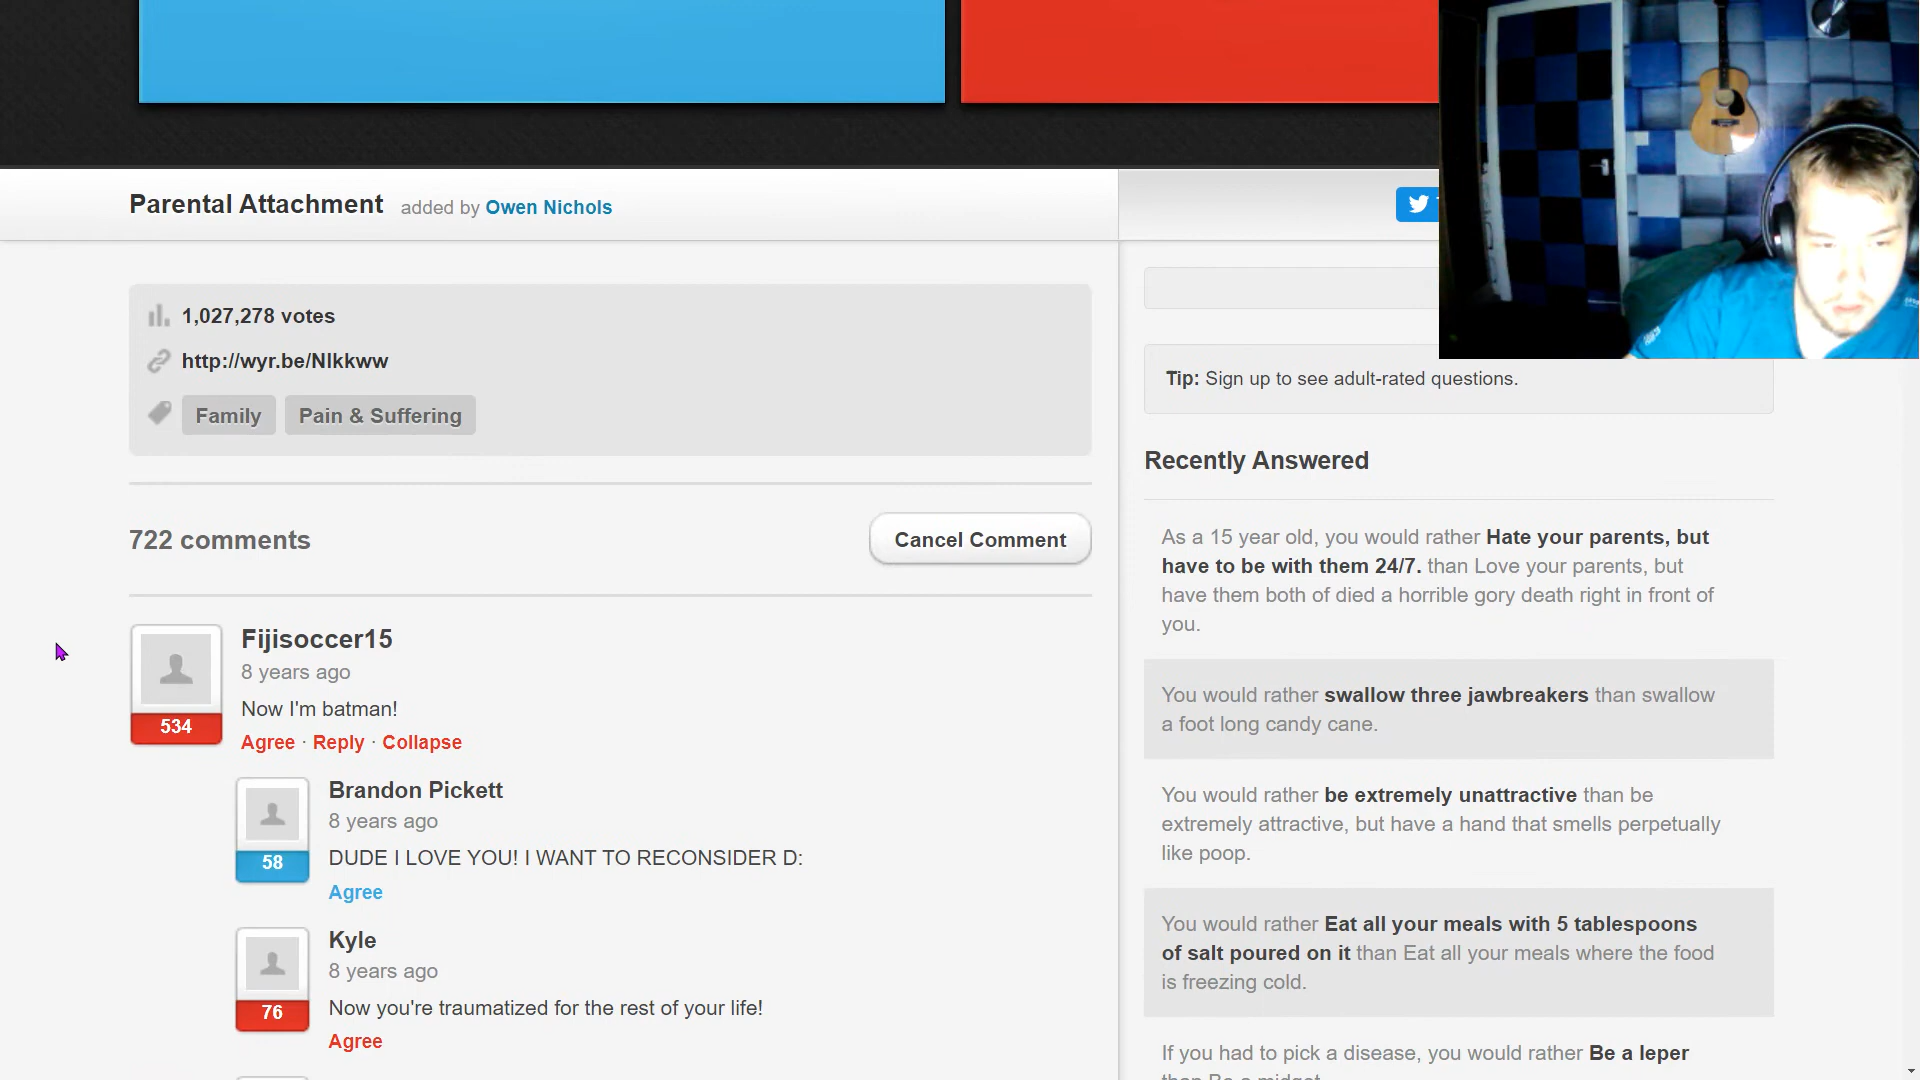 Parental Attachment added by Owen Nichols
1,027,278 votes
http://wyr.be/Nlkkww
Family Pain & Suffering
722 comments
Cancel Comment
Fijisoccer15
8 years ago
Now I'm batman!
534
Agree · Reply · Collapse
Brandon Pickett
8 years ago
DUDE I LOVE YOU! I WANT TO RECONSIDER D:
58
Agree
Kyle
8 years ago
Now you're traumatized for the rest of your life!
76
Agree
Tip: Sign up to see adult-rated questions.
Recently Answered
As a 15 year old, you would rather Hate your parents, but
have to be with them 24/7. than Love your parents, but
have them both of died a horrible gory death right in front of
you.
You would rather swallow three jawbreakers than swallow
a foot long candy cane.
You would rather be extremely unattractive than be
extremely attractive, but have a hand that smells perpetually
like poop.
You would rather Eat all your meals with 5 tablespoons
of salt poured on it than Eat all your meals where the food
is freezing cold.
If you had to pick a disease, you would rather Be a leper
than Be a midget.